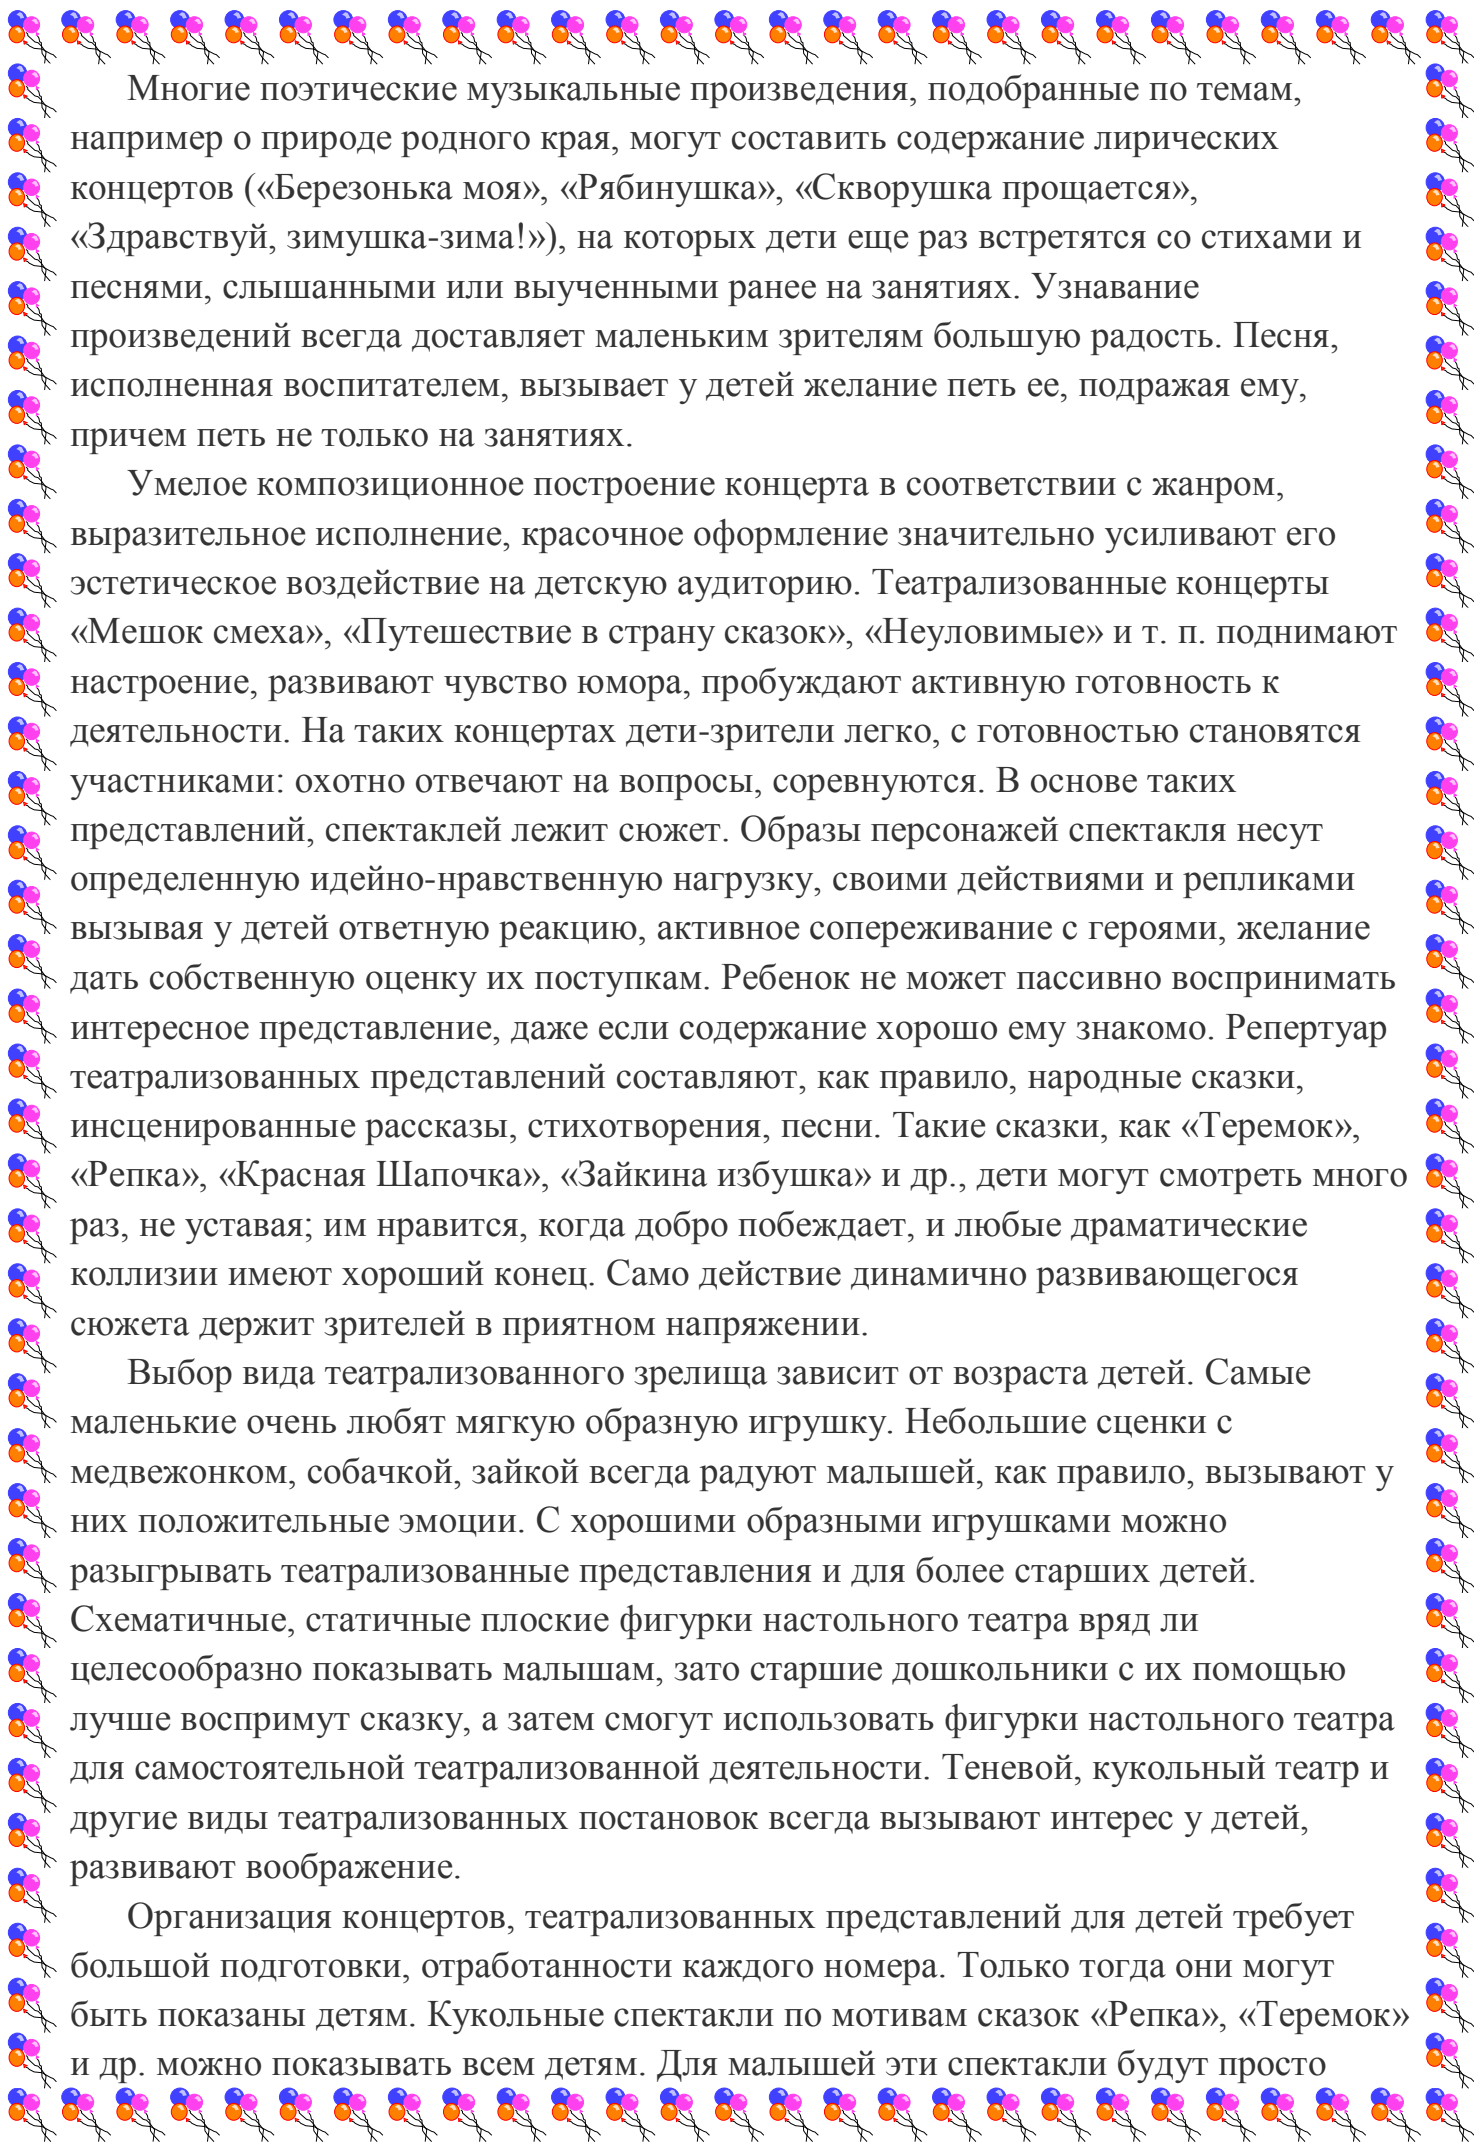 Многие поэтические музыкальные произведения, подобранные по темам,
например о природе родного края, могут составить содержание лирических
концертов («Березонька моя», «Рябинушка», «Скворушка прощается»,
«Здравствуй, зимушка-зима!»), на которых дети еще раз встретятся со стихами и
песнями, слышанными или выученными ранее на занятиях. Узнавание
произведений всегда доставляет маленьким зрителям большую радость. Песня,
исполненная воспитателем, вызывает у детей желание петь ее, подражая ему,
причем петь не только на занятиях.
Умелое композиционное построение концерта в соответствии с жанром,
выразительное исполнение, красочное оформление значительно усиливают его
эстетическое воздействие на детскую аудиторию. Театрализованные концерты
«Мешок смеха», «Путешествие в страну сказок», «Неуловимые» и т. п. поднимают
настроение, развивают чувство юмора, пробуждают активную готовность к
деятельности. На таких концертах дети-зрители легко, с готовностью становятся
участниками: охотно отвечают на вопросы, соревнуются. В основе таких
представлений, спектаклей лежит сюжет. Образы персонажей спектакля несут
определенную идейно-нравственную нагрузку, своими действиями и репликами
вызывая у детей ответную реакцию, активное сопереживание с героями, желание
дать собственную оценку их поступкам. Ребенок не может пассивно воспринимать
интересное представление, даже если содержание хорошо ему знакомо. Репертуар
театрализованных представлений составляют, как правило, народные сказки,
инсценированные рассказы, стихотворения, песни. Такие сказки, как «Теремок»,
«Репка», «Красная Шапочка», «Зайкина избушка» и др., дети могут смотреть много
раз, не уставая; им нравится, когда добро побеждает, и любые драматические
коллизии имеют хороший конец. Само действие динамично развивающегося
сюжета держит зрителей в приятном напряжении.
Выбор вида театрализованного зрелища зависит от возраста детей. Самые
маленькие очень любят мягкую образную игрушку. Небольшие сценки с
медвежонком, собачкой, зайкой всегда радуют малышей, как правило, вызывают у
них положительные эмоции. С хорошими образными игрушками можно
разыгрывать театрализованные представления и для более старших детей.
Схематичные, статичные плоские фигурки настольного театра вряд ли
целесообразно показывать малышам, зато старшие дошкольники с их помощью
лучше воспримут сказку, а затем смогут использовать фигурки настольного театра
для самостоятельной театрализованной деятельности. Теневой, кукольный театр и
другие виды театрализованных постановок всегда вызывают интерес у детей,
развивают воображение.
Организация концертов, театрализованных представлений для детей требует
большой подготовки, отработанности каждого номера. Только тогда они могут
быть показаны детям. Кукольные спектакли по мотивам сказок «Репка», «Теремок»
и др. можно показывать всем детям. Для малышей эти спектакли будут просто